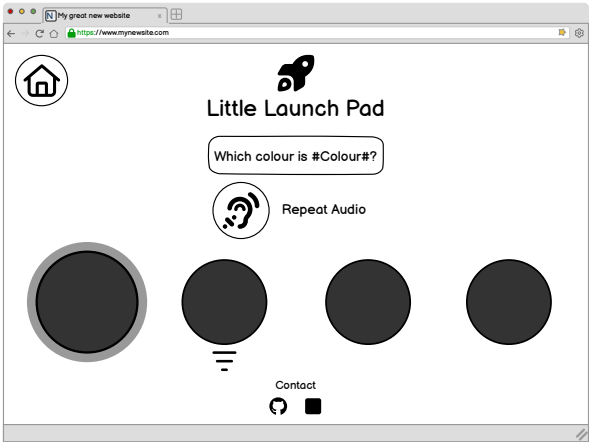 My great new website
https://www.mynewsite.com
Little Launch Pad
Which colour is #Colour#?
Repeat Audio
Contact